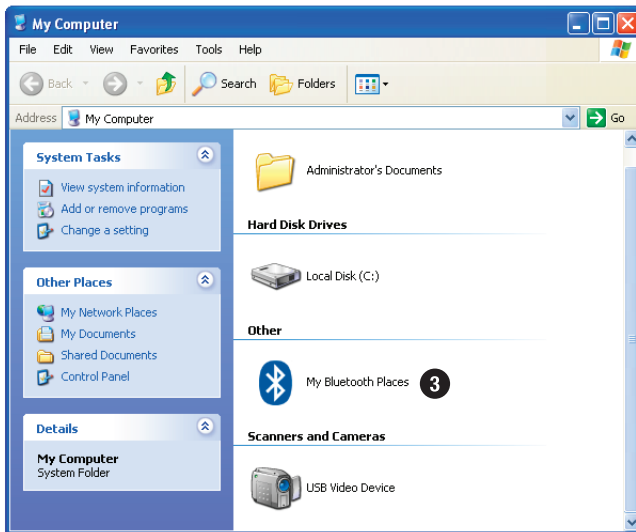 My Computer
File Edit View Favorites Tools Help
Back Search Folders
Address My Computer Go
System Tasks
View system information
Add or remove programs
Change a setting
Other Places
My Network Places
My Documents
Shared Documents
Control Panel
Details
My Computer
System Folder
Administrator's Documents
Hard Disk Drives
Local Disk (C:)
Other
My Bluetooth Places 3
Scanners and Cameras
USB Video Device